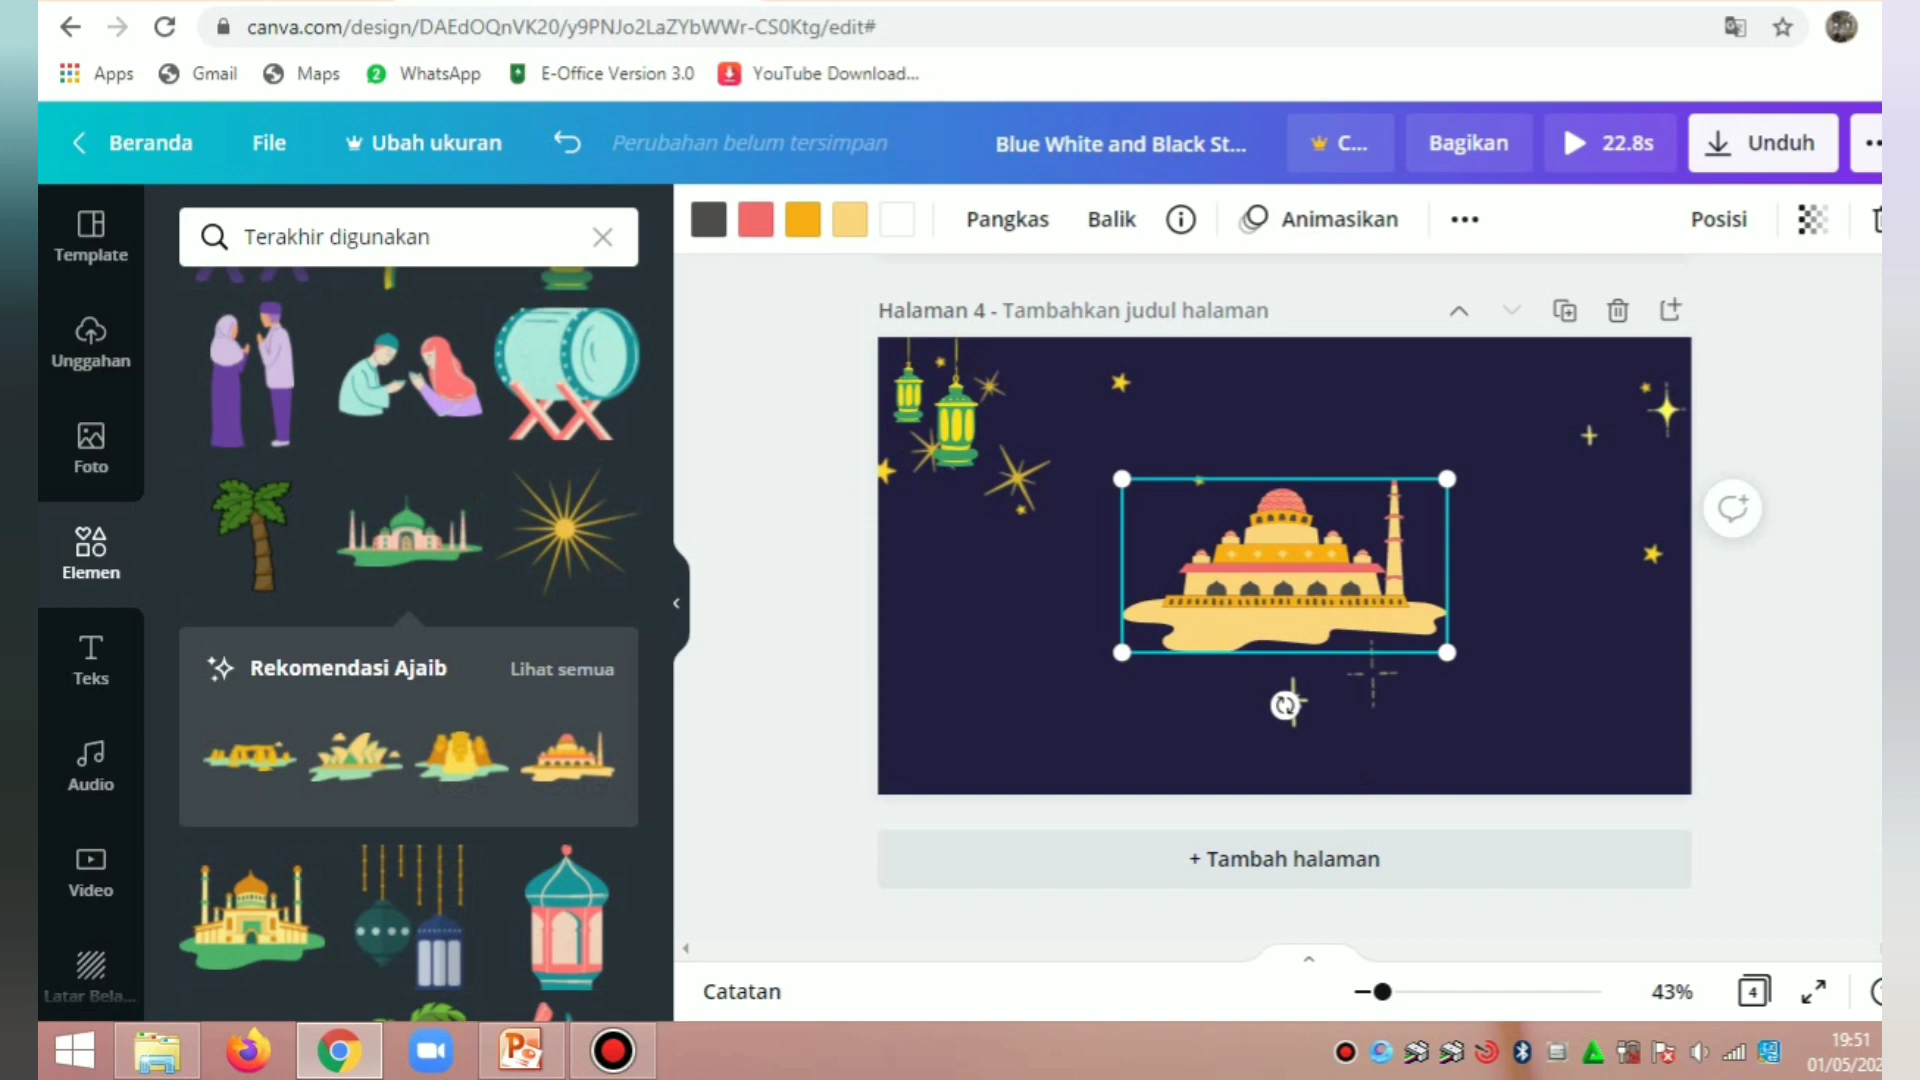 canva.com/design/DAEdOQnVK20/y9PNJo2LaZYbWWr-CS0Ktg/edit#
Apps Gmail Maps 2 WhatsApp E-Office Version 3.0 YouTube Download...
Beranda File Ubah ukuran Perubahan belum tersimpan Blue White and Black St... C... Bagikan 22.8s Unduh
Terakhir digunakan
Pangkas Balik Animasikan Posisi
Template
Unggahan
Foto
Elemen
Teks
Audio
Video
Latar Bela...
Rekomendasi Ajaib Lihat semua
Halaman 4 - Tambahkan judul halaman
+ Tambah halaman
Catatan 43% 4
19:51
01/05/202